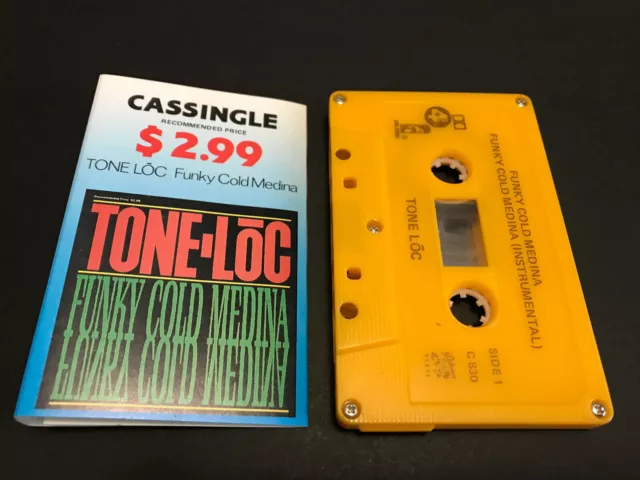 CASSINGLE
RECOMMENDED PRICE
$ 2.99
TONE LŌC Funky Cold Medina
TONE-LōC
FUNKY COLD MEDINA
FUNKY COLD MEDINA
FUNKY COLD MEDINA
FUNKY COLD MEDINA (INSTRUMENTAL)
TONE LŌC
SIDE 1
C 830